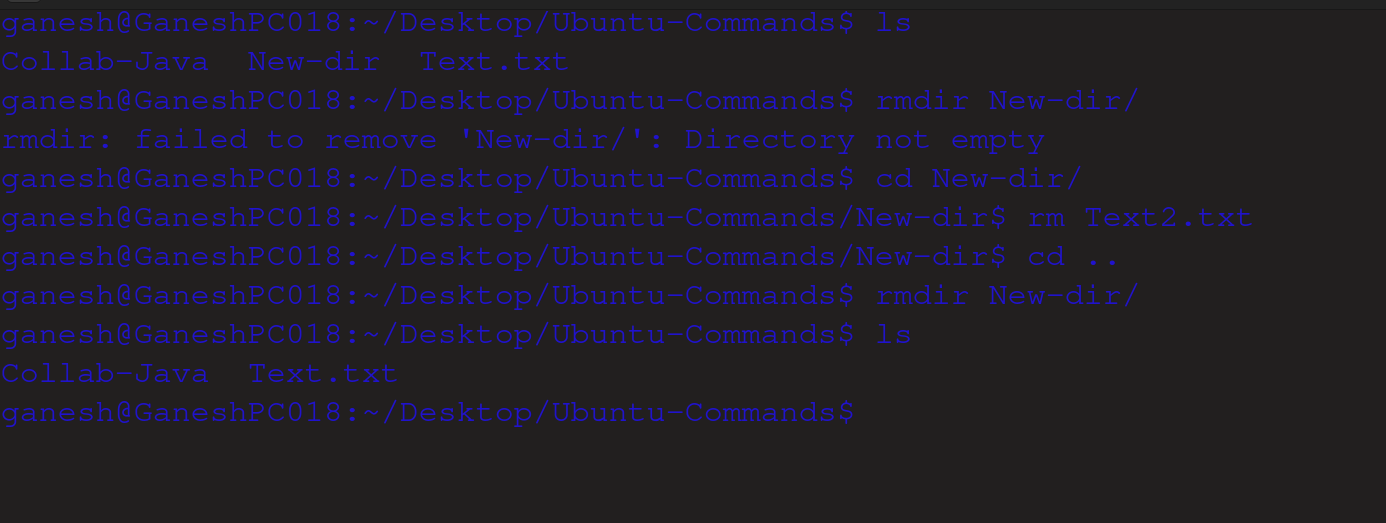 ganesh@GaneshPC018:~/Desktop/Ubuntu-Commands$ ls
Collab-Java  New-dir  Text.txt
ganesh@GaneshPC018:~/Desktop/Ubuntu-Commands$ rmdir New-dir/
rmdir: failed to remove 'New-dir/': Directory not empty
ganesh@GaneshPC018:~/Desktop/Ubuntu-Commands$ cd New-dir/
ganesh@GaneshPC018:~/Desktop/Ubuntu-Commands/New-dir$ rm Text2.txt
ganesh@GaneshPC018:~/Desktop/Ubuntu-Commands/New-dir$ cd ..
ganesh@GaneshPC018:~/Desktop/Ubuntu-Commands$ rmdir New-dir/
ganesh@GaneshPC018:~/Desktop/Ubuntu-Commands$ ls
Collab-Java  Text.txt
ganesh@GaneshPC018:~/Desktop/Ubuntu-Commands$